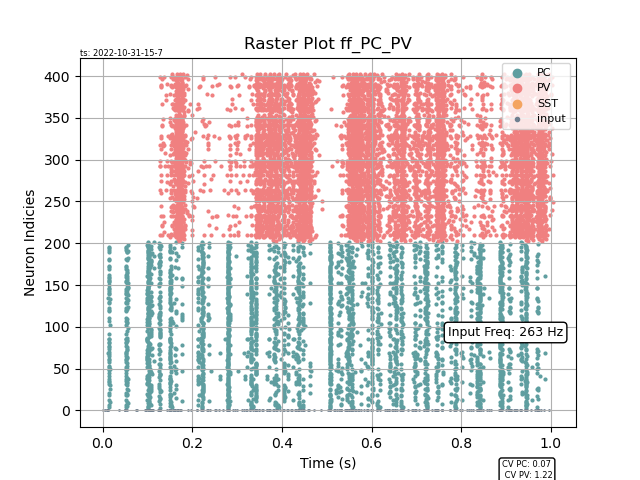 ts: 2022-10-31-15-7
Raster Plot ff_PC_PV
Neuron Indicies
400
350
300
250
200
150
100
50
0
PC
PV
SST
input
Input Freq: 263 Hz
0.0 0.2 0.4 0.6 0.8 1.0
Time (s)
CV PC: 0.07
CV PV: 1.22